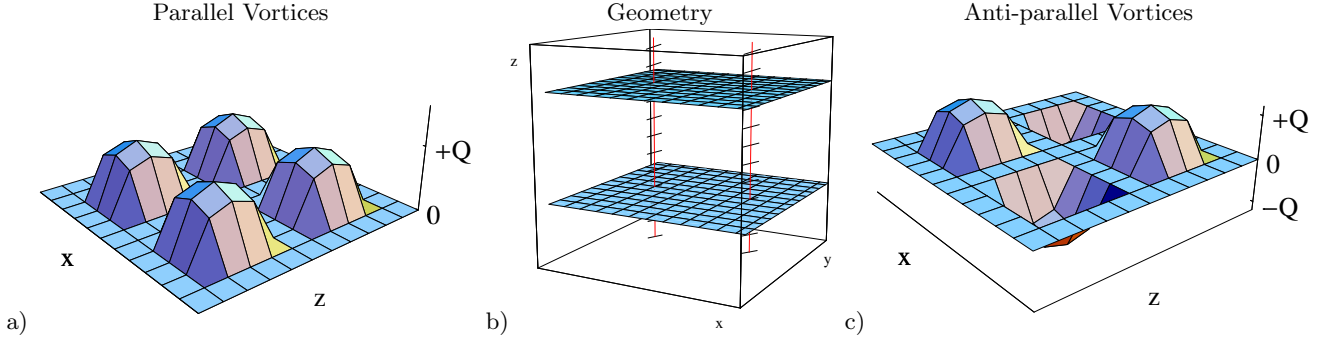 Parallel Vortices
+Q
0
x
z
a)
Geometry
z
y
x
b)
Anti-parallel Vortices
+Q
0
−Q
x
z
c)